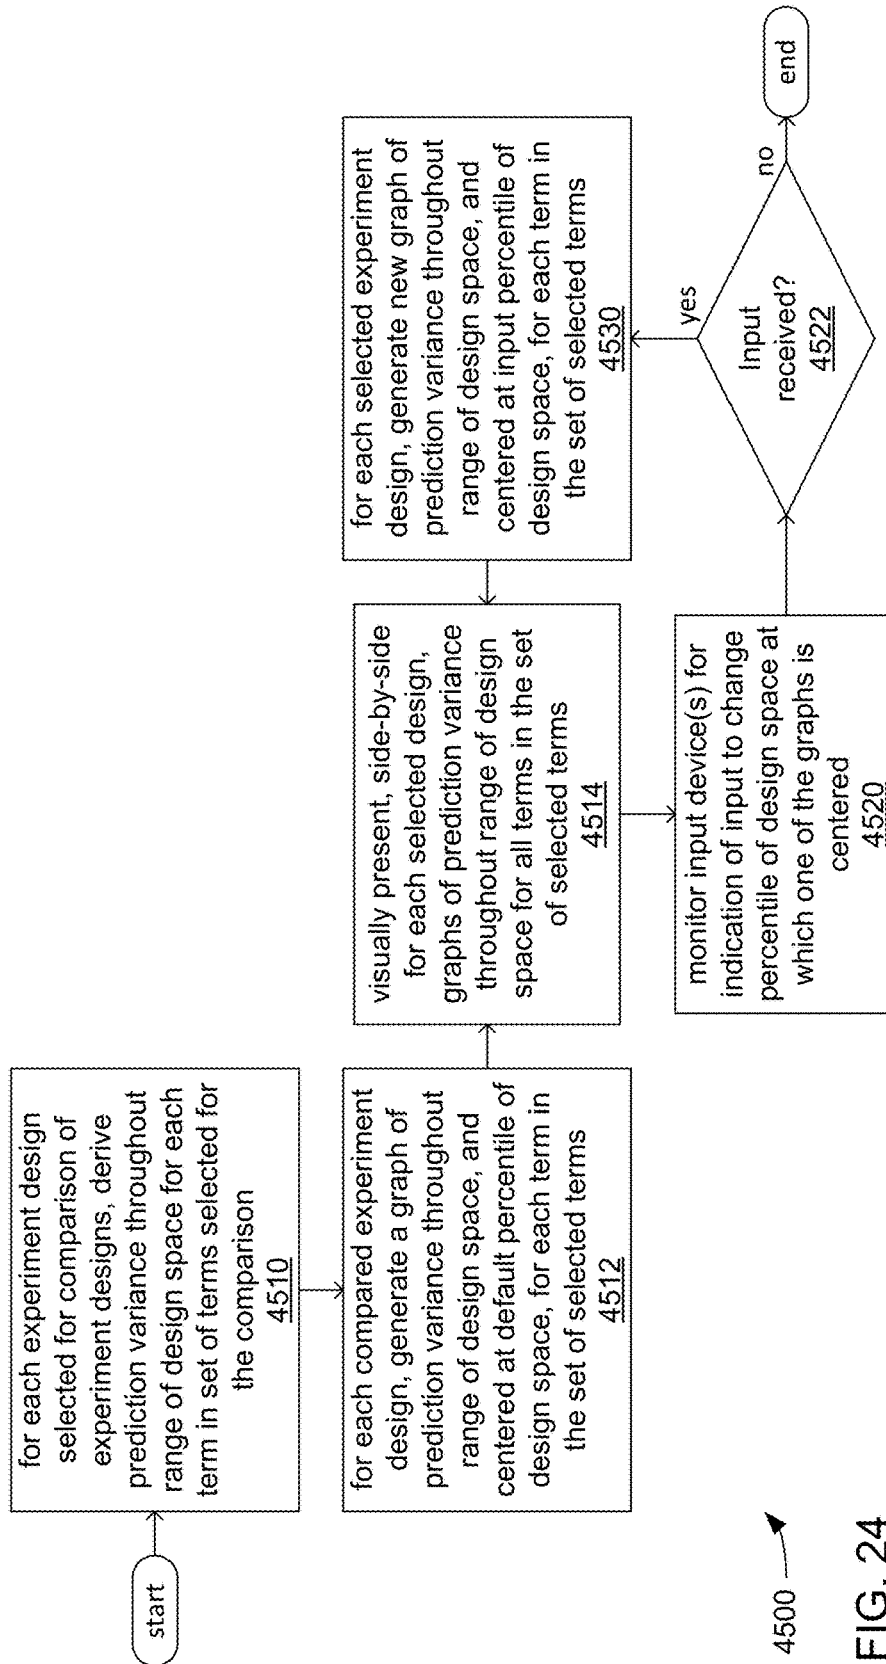 start
for each experiment design
selected for comparison of
experiment designs, derive
prediction variance throughout
range of design space for each
term in set of terms selected for
the comparison
4510
for each compared experiment
design, generate a graph of
prediction variance throughout
range of design space, and
centered at default percentile of
design space, for each term in
the set of selected terms
4512
visually present, side-by-side
for each selected design,
graphs of prediction variance
throughout range of design
space for all terms in the set
of selected terms
4514
monitor input device(s) for
indication of input to change
percentile of design space at
which one of the graphs is
centered
4520
Input
received?
4522
yes
no
for each selected experiment
design, generate new graph of
prediction variance throughout
range of design space, and
centered at input percentile of
design space, for each term in
the set of selected terms
4530
end
4500
FIG. 24